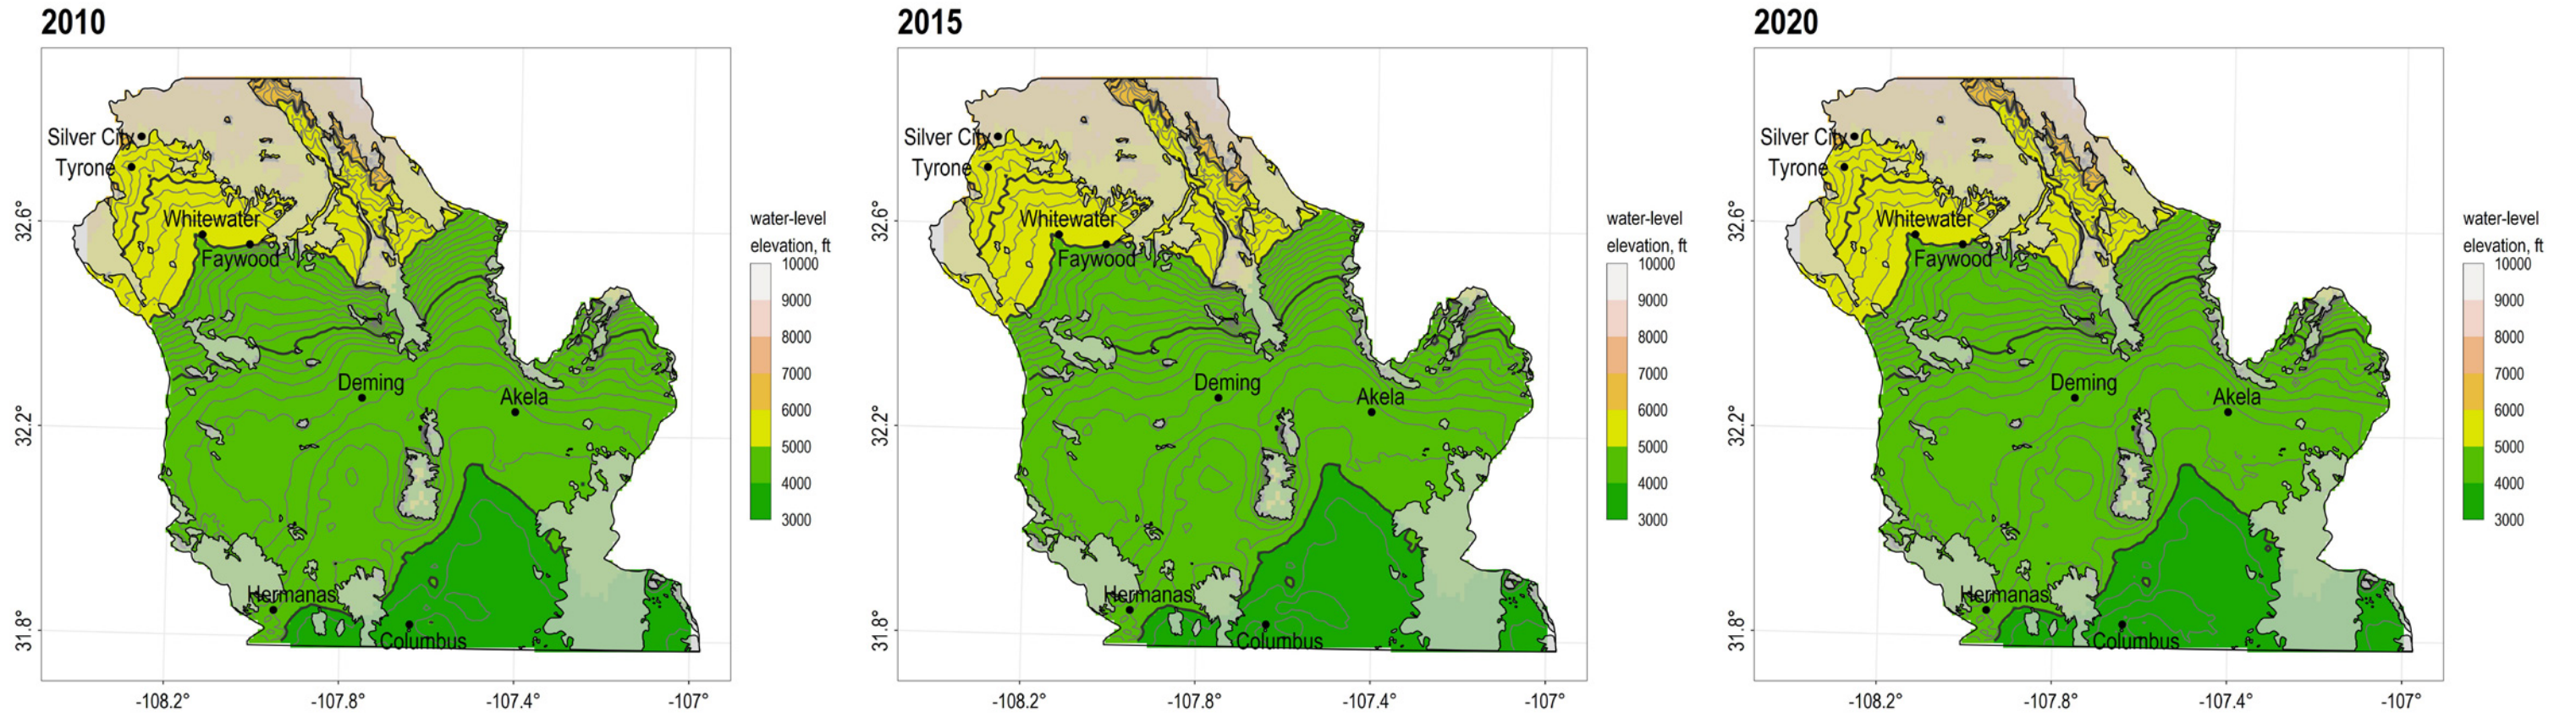 2010
Silver City
Tyrone
Whitewater
Faywood
Deming
Akela
Hermanas
Columbus
32.6°
32.2°
31.8°
-108.2°
-107.8°
-107.4°
-107°
water-level
elevation, ft
10000
9000
8000
7000
6000
5000
4000
3000
2015
Silver City
Tyrone
Whitewater
Faywood
Deming
Akela
Hermanas
Columbus
32.6°
32.2°
31.8°
-108.2°
-107.8°
-107.4°
-107°
water-level
elevation, ft
10000
9000
8000
7000
6000
5000
4000
3000
2020
Silver City
Tyrone
Whitewater
Faywood
Deming
Akela
Hermanas
Columbus
32.6°
32.2°
31.8°
-108.2°
-107.8°
-107.4°
-107°
water-level
elevation, ft
10000
9000
8000
7000
6000
5000
4000
3000